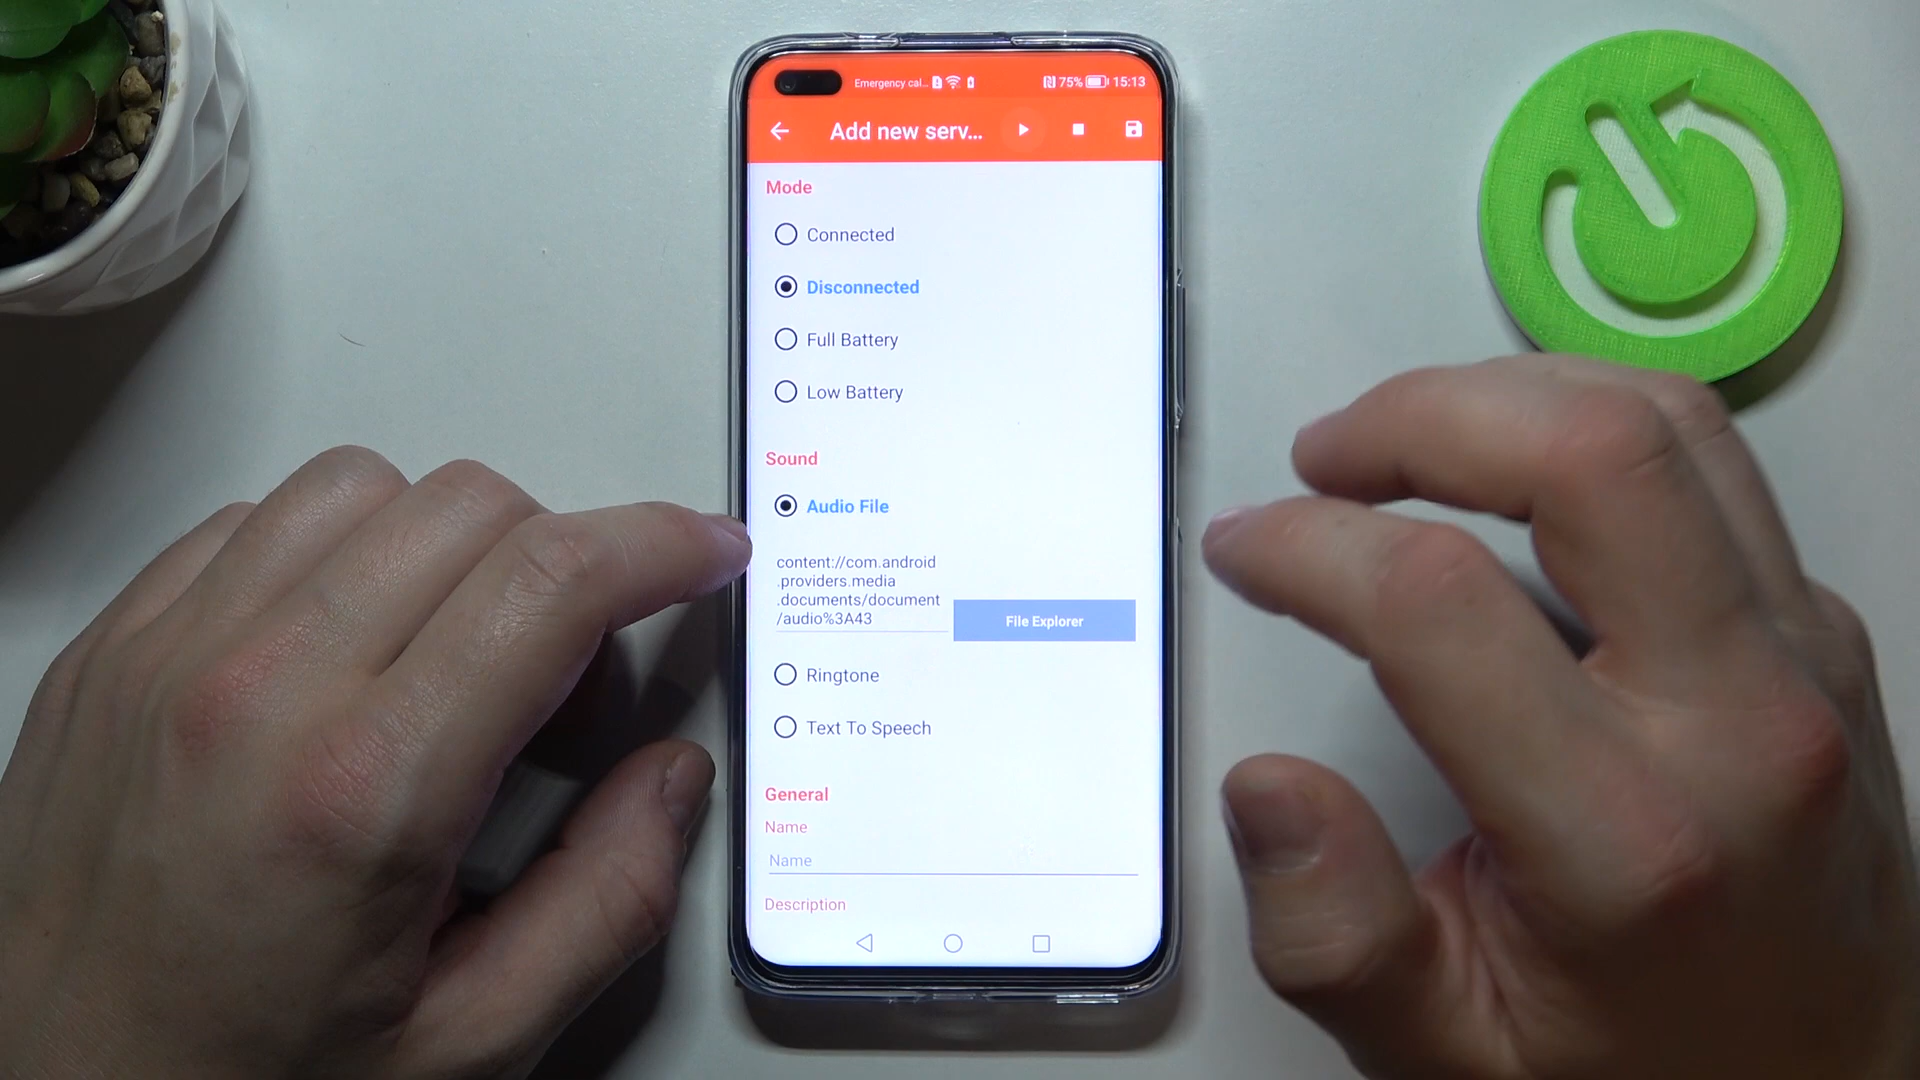 Emergency cal... 75% 15:13
Add new serv...
Mode
Connected
Disconnected
Full Battery
Low Battery
Sound
Audio File
content://com.android
.providers.media
.documents/document
/audio%3A43
File Explorer
Ringtone
Text To Speech
General
Name
Name
Description